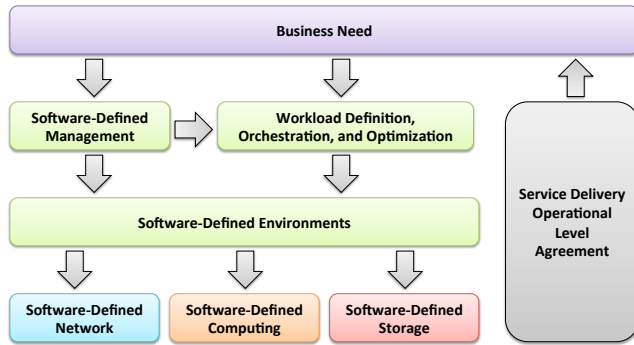 Business Need
Software-Defined
Management
Workload Definition,
Orchestration, and Optimization
Service Delivery
Operational
Level
Agreement
Software-Defined Environments
Software-Defined
Network
Software-Defined
Computing
Software-Defined
Storage